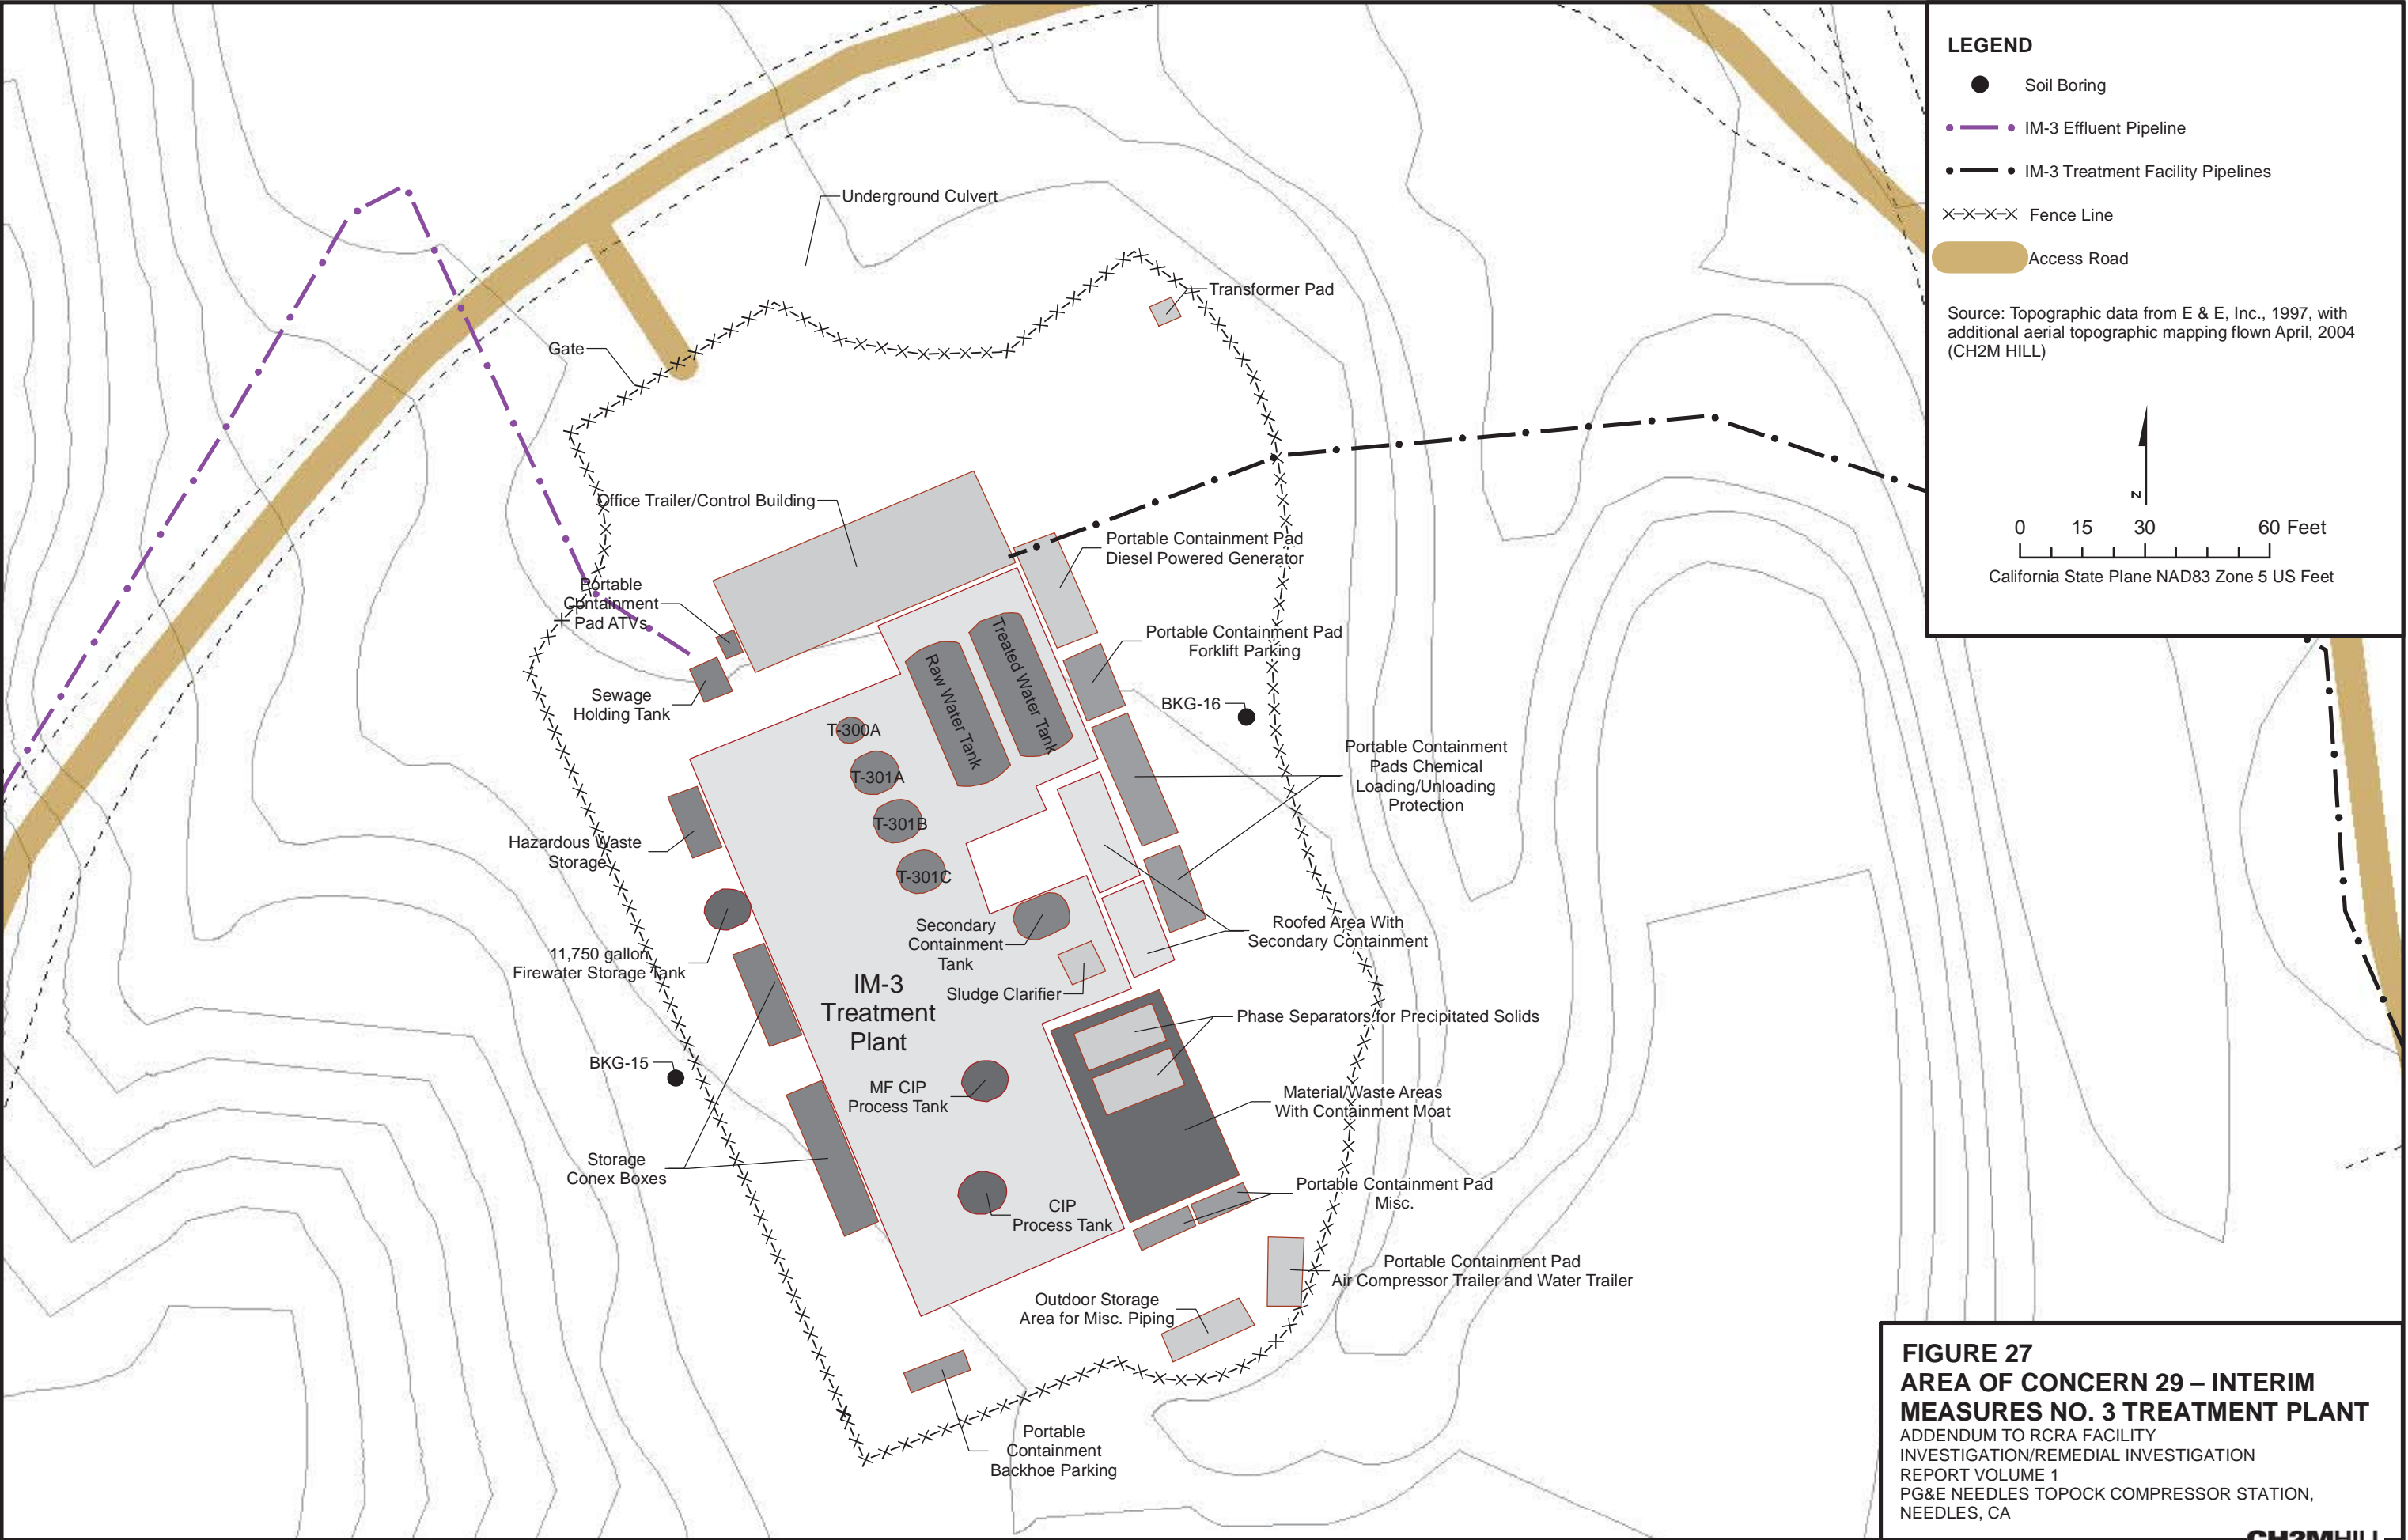 LEGEND
Soil Boring
IM-3 Effluent Pipeline
IM-3 Treatment Facility Pipelines
Fence Line
Access Road
Source: Topographic data from E & E, Inc., 1997, with
additional aerial topographic mapping flown April, 2004
(CH2M HILL)
N
0 15 30 60 Feet
California State Plane NAD83 Zone 5 US Feet
Underground Culvert
Transformer Pad
Gate
Office Trailer/Control Building
Portable Containment Pad
Diesel Powered Generator
Portable
Containment
Pad ATVs
Portable Containment Pad
Forklift Parking
Sewage
Holding Tank
Raw Water Tank
Treated Water Tank
BKG-16
T-300A
T-301A
T-301B
T-301C
Portable Containment
Pads Chemical
Loading/Unloading
Protection
Hazardous Waste
Storage
Secondary
Containment
Tank
Roofed Area With
Secondary Containment
11,750 gallon
Firewater Storage Tank
Sludge Clarifier
IM-3
Treatment
Plant
Phase Separators for Precipitated Solids
BKG-15
MF CIP
Process Tank
Material/Waste Areas
With Containment Moat
Storage
Conex Boxes
CIP
Process Tank
Portable Containment Pad
Misc.
Portable Containment Pad
Air Compressor Trailer and Water Trailer
Outdoor Storage
Area for Misc. Piping
Portable
Containment
Backhoe Parking
FIGURE 27
AREA OF CONCERN 29 – INTERIM
MEASURES NO. 3 TREATMENT PLANT
ADDENDUM TO RCRA FACILITY
INVESTIGATION/REMEDIAL INVESTIGATION
REPORT VOLUME 1
PG&E NEEDLES TOPOCK COMPRESSOR STATION,
NEEDLES, CA
CH2MHILL